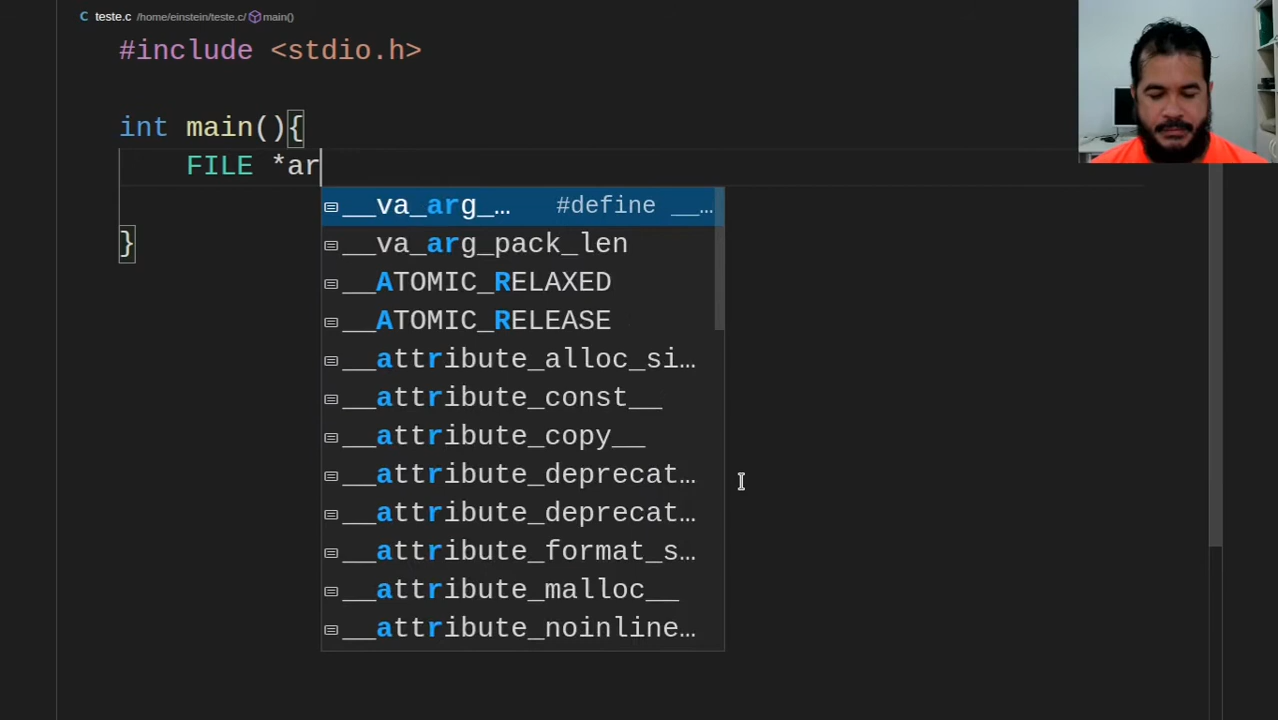 C teste.c /home/einstein/teste.c/ main()
#include <stdio.h>
int main(){
FILE *ar
__va_arg_… #define __…
__va_arg_pack_len
__ATOMIC_RELAXED
__ATOMIC_RELEASE
__attribute_alloc_si…
__attribute_const__
__attribute_copy__
__attribute_deprecat…
__attribute_deprecat…
__attribute_format_s…
__attribute_malloc__
__attribute_noinline…
}